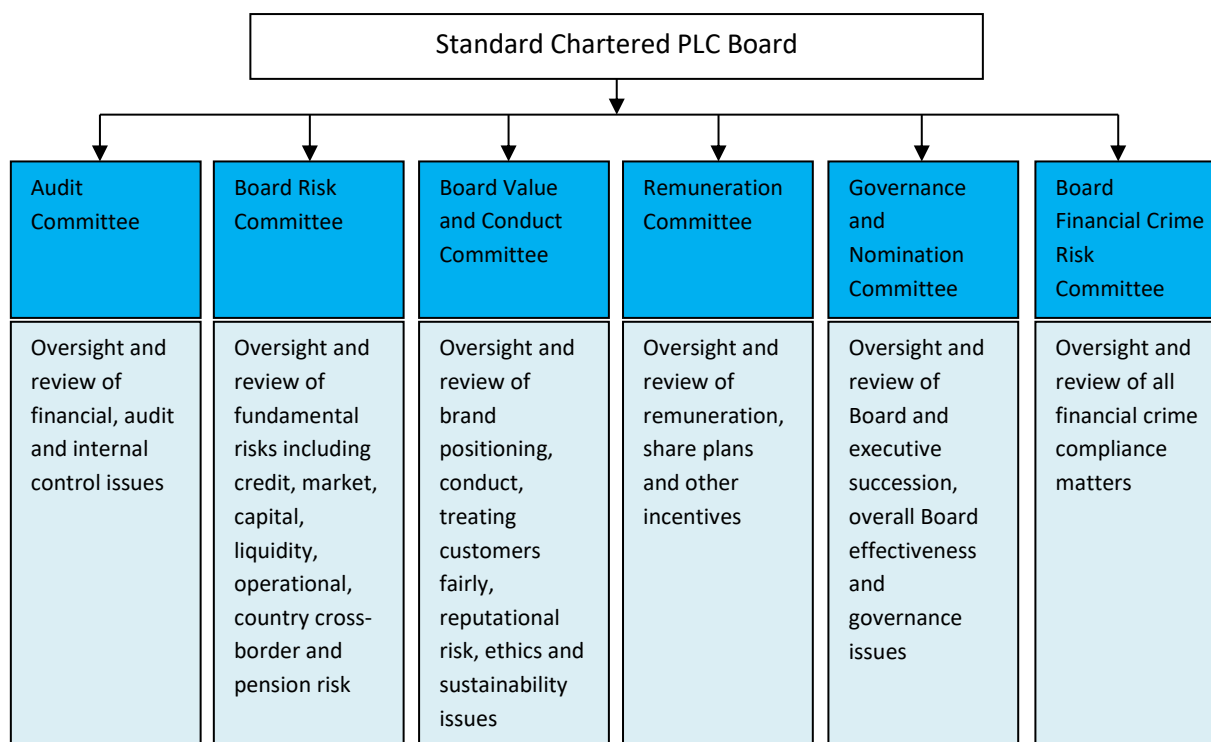 Standard Chartered PLC Board
Audit
Committee
Oversight and
review of
financial, audit
and internal
control issues
Board Risk
Committee
Oversight and
review of
fundamental
risks including
credit, market,
capital,
liquidity,
operational,
country cross-
border and
pension risk
Board Value
and Conduct
Committee
Oversight and
review of
brand
positioning,
conduct,
treating
customers
fairly,
reputational
risk, ethics and
sustainability
issues
Remuneration
Committee
Oversight and
review of
remuneration,
share plans
and other
incentives
Governance
and
Nomination
Committee
Oversight and
review of
Board and
executive
succession,
overall Board
effectiveness
and
governance
issues
Board
Financial Crime
Risk
Committee
Oversight and
review of all
financial crime
compliance
matters